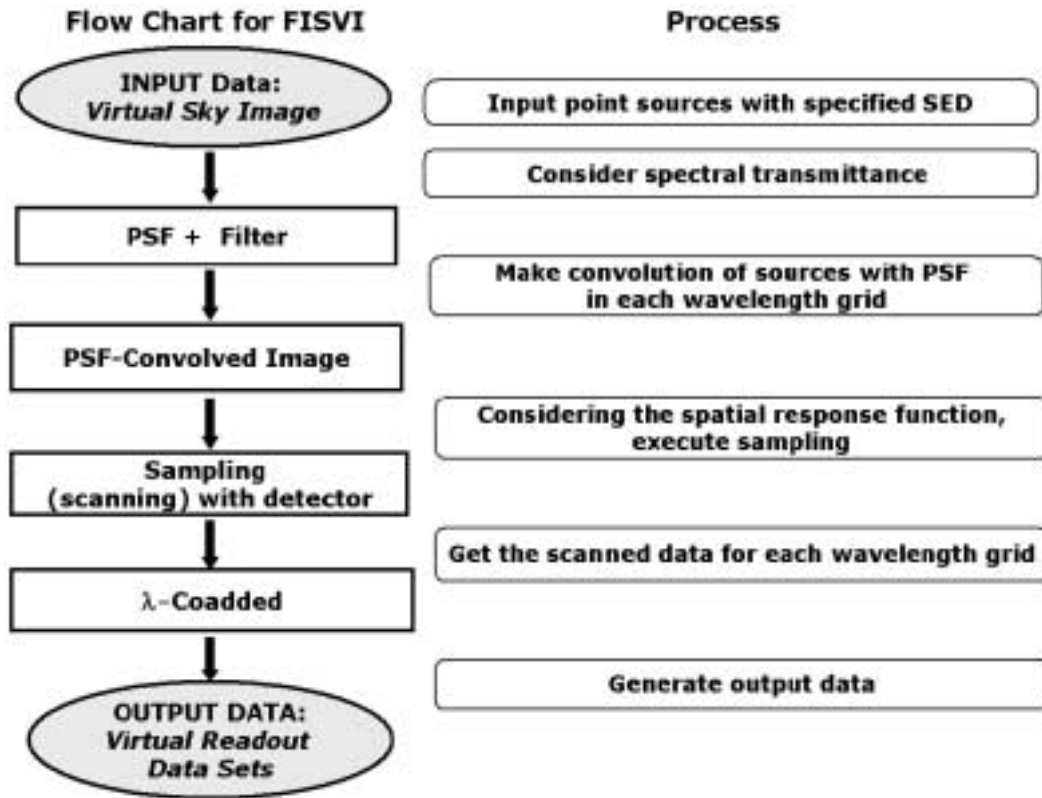 Flow Chart for FISVI
Process
INPUT Data:
Virtual Sky Image
Input point sources with specified SED
Consider spectral transmittance
PSF + Filter
Make convolution of sources with PSF
in each wavelength grid
PSF-Convolved Image
Considering the spatial response function,
execute sampling
Sampling
(scanning) with detector
Get the scanned data for each wavelength grid
λ-Coadded
Generate output data
OUTPUT DATA:
Virtual Readout
Data Sets